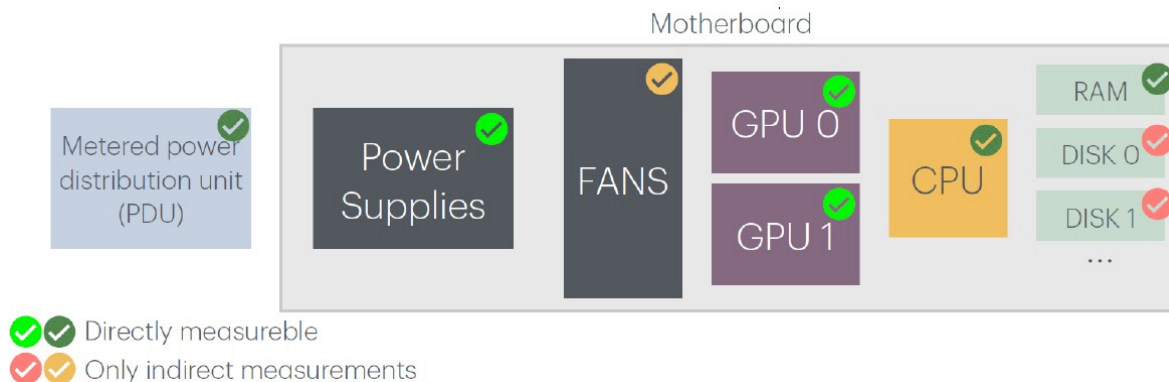 Motherboard
Metered power
distribution unit
(PDU)
Power
Supplies
FANS
GPU 0
GPU 1
CPU
RAM
DISK 0
DISK 1
...
Directly measureble
Only indirect measurements